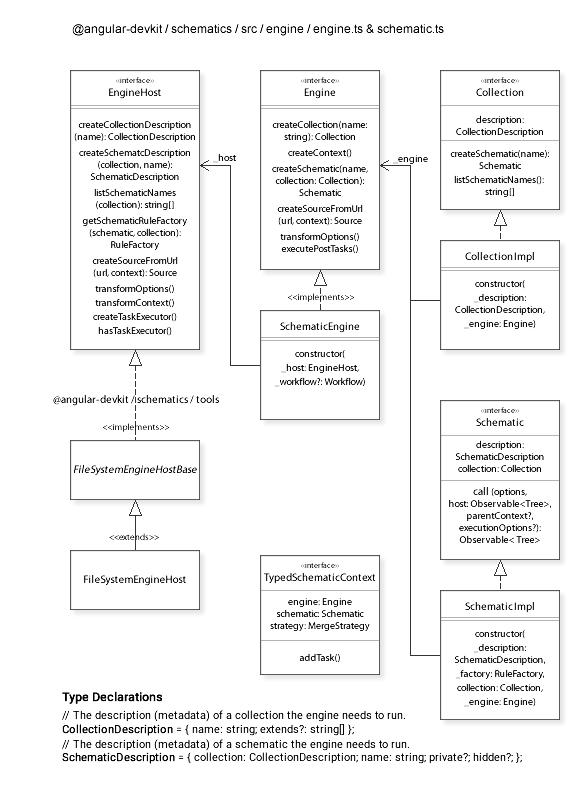 @angular-devkit / schematics / src / engine / engine.ts & schematic.ts
«interface»
EngineHost
createCollectionDescription
(name): CollectionDescription
createSchematcDescription
(collection, name):
SchematicDescription
listSchematicNames
(collection): string[]
getSchematicRuleFactory
(schematic, collection):
RuleFactory
createSourceFromUrl
(url, context): Source
transformOptions()
transformContext()
createTaskExecutor()
hasTaskExecutor()
_host
«interface»
Engine
createCollection(name:
string): Collection
createContext()
createSchematic(name,
collection: Collection):
Schematic
createSourceFromUrl
(url, context): Source
transformOptions()
executePostTasks()
_engine
«interface»
Collection
description:
CollectionDescription
createSchematic(name):
Schematic
listSchematicNames():
string[]
CollectionImpl
constructor(
_description:
CollectionDescription,
_engine: Engine)
<<implements>>
SchematicEngine
constructor(
_host: EngineHost,
_workflow?: Workflow)
@angular-devkit /schematics / tools
<<implements>>
FileSystemEngineHostBase
<<extends>>
FileSystemEngineHost
«interface»
TypedSchematicContext
engine: Engine
schematic: Schematic
strategy: MergeStrategy
addTask()
«interface»
Schematic
description:
SchematicDescription
collection: Collection
call (options,
host: Observable<Tree>,
parentContext?,
executionOptions?):
Observable< Tree>
SchematicImpl
constructor(
_description:
SchematicDescription,
_factory: RuleFactory,
collection: Collection,
_engine: Engine)
Type Declarations
// The description (metadata) of a collection the engine needs to run.
CollectionDescription = { name: string; extends?: string[] };
// The description (metadata) of a schematic the engine needs to run.
SchematicDescription = { collection: CollectionDescription; name: string; private?; hidden?; };